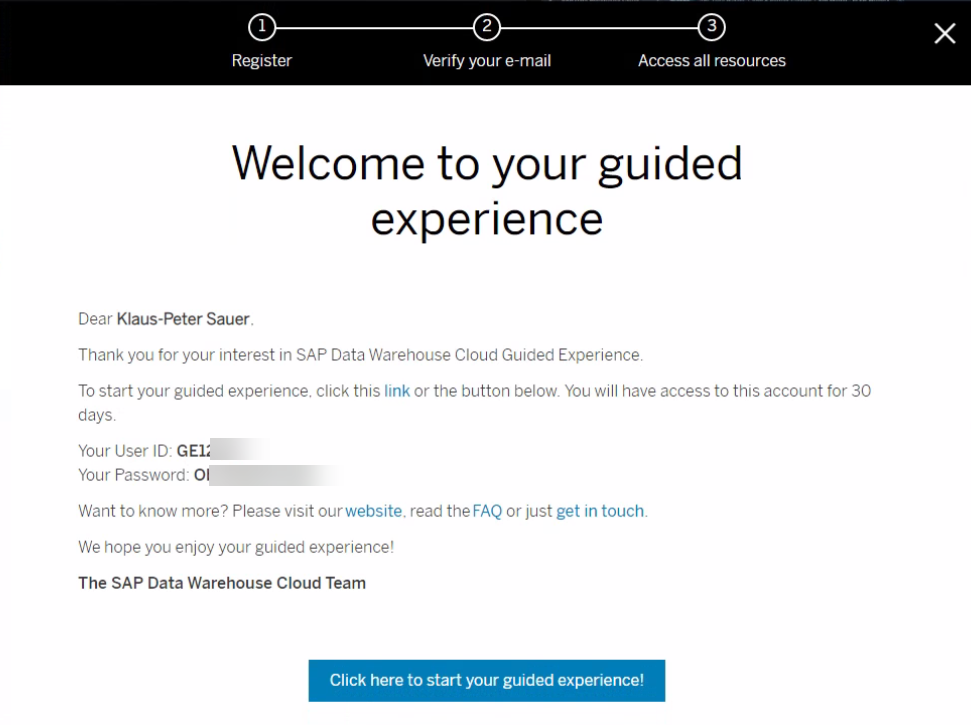 1 2 3
Register Verify your e-mail Access all resources
Welcome to your guided
experience
Dear Klaus-Peter Sauer.
Thank you for your interest in SAP Data Warehouse Cloud Guided Experience.
To start your guided experience, click this link or the button below. You will have access to this account for 30
days.
Your User ID: GE12
Your Password:
Want to know more? Please visit our website, read the FAQ or just get in touch.
We hope you enjoy your guided experience!
The SAP Data Warehouse Cloud Team
Click here to start your guided experience!